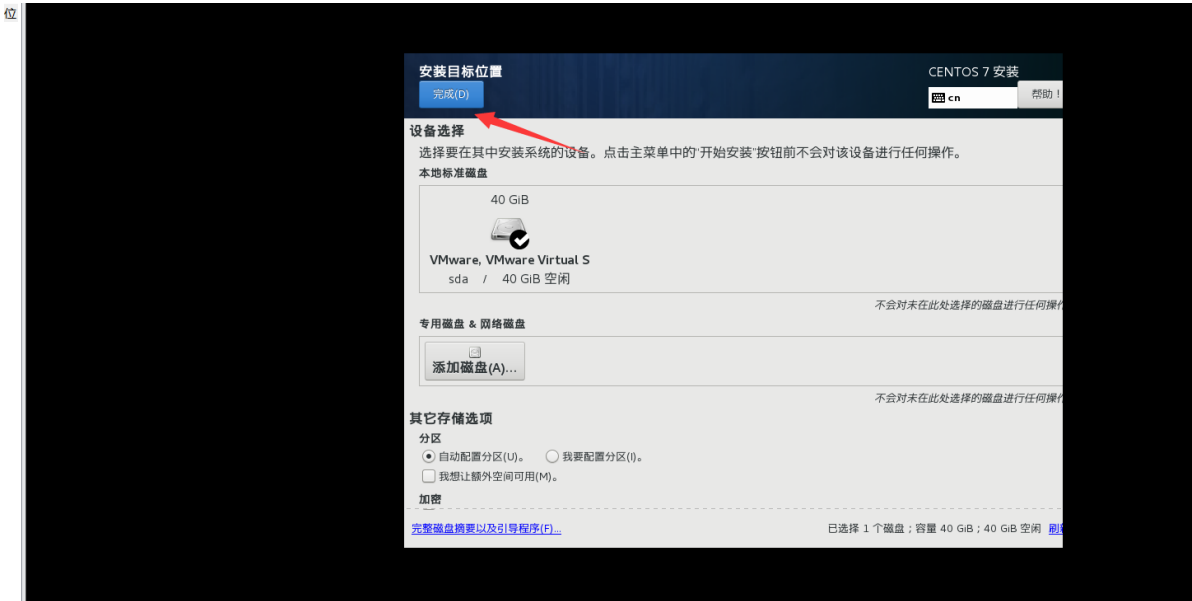 位
安装目标位置
CENTOS 7 安装
完成(D)
cn
帮助！
设备选择
选择要在其中安装系统的设备。点击主菜单中的"开始安装"按钮前不会对该设备进行任何操作。
本地标准磁盘
40 GiB
VMware, VMware Virtual S
sda / 40 GiB 空闲
不会对未在此处选择的磁盘进行任何操作
专用磁盘 & 网络磁盘
添加磁盘(A)...
不会对未在此处选择的磁盘进行任何操作
其它存储选项
分区
自动配置分区(U)。 我要配置分区(I)。
我想让额外空间可用(M)。
加密
完整磁盘摘要以及引导程序(F)...
已选择 1 个磁盘；容量 40 GiB；40 GiB 空闲 刷